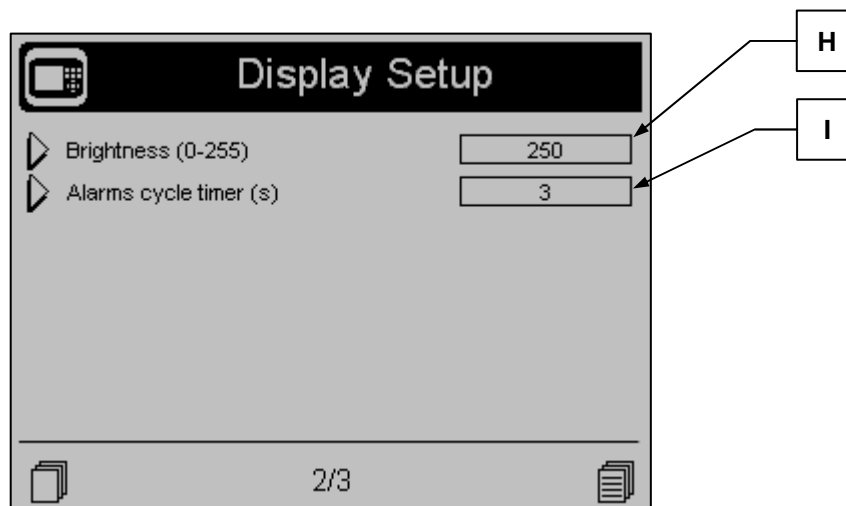 H
Display Setup
I
Brightness (0-255) 250
Alarms cycle timer (s) 3
2/3